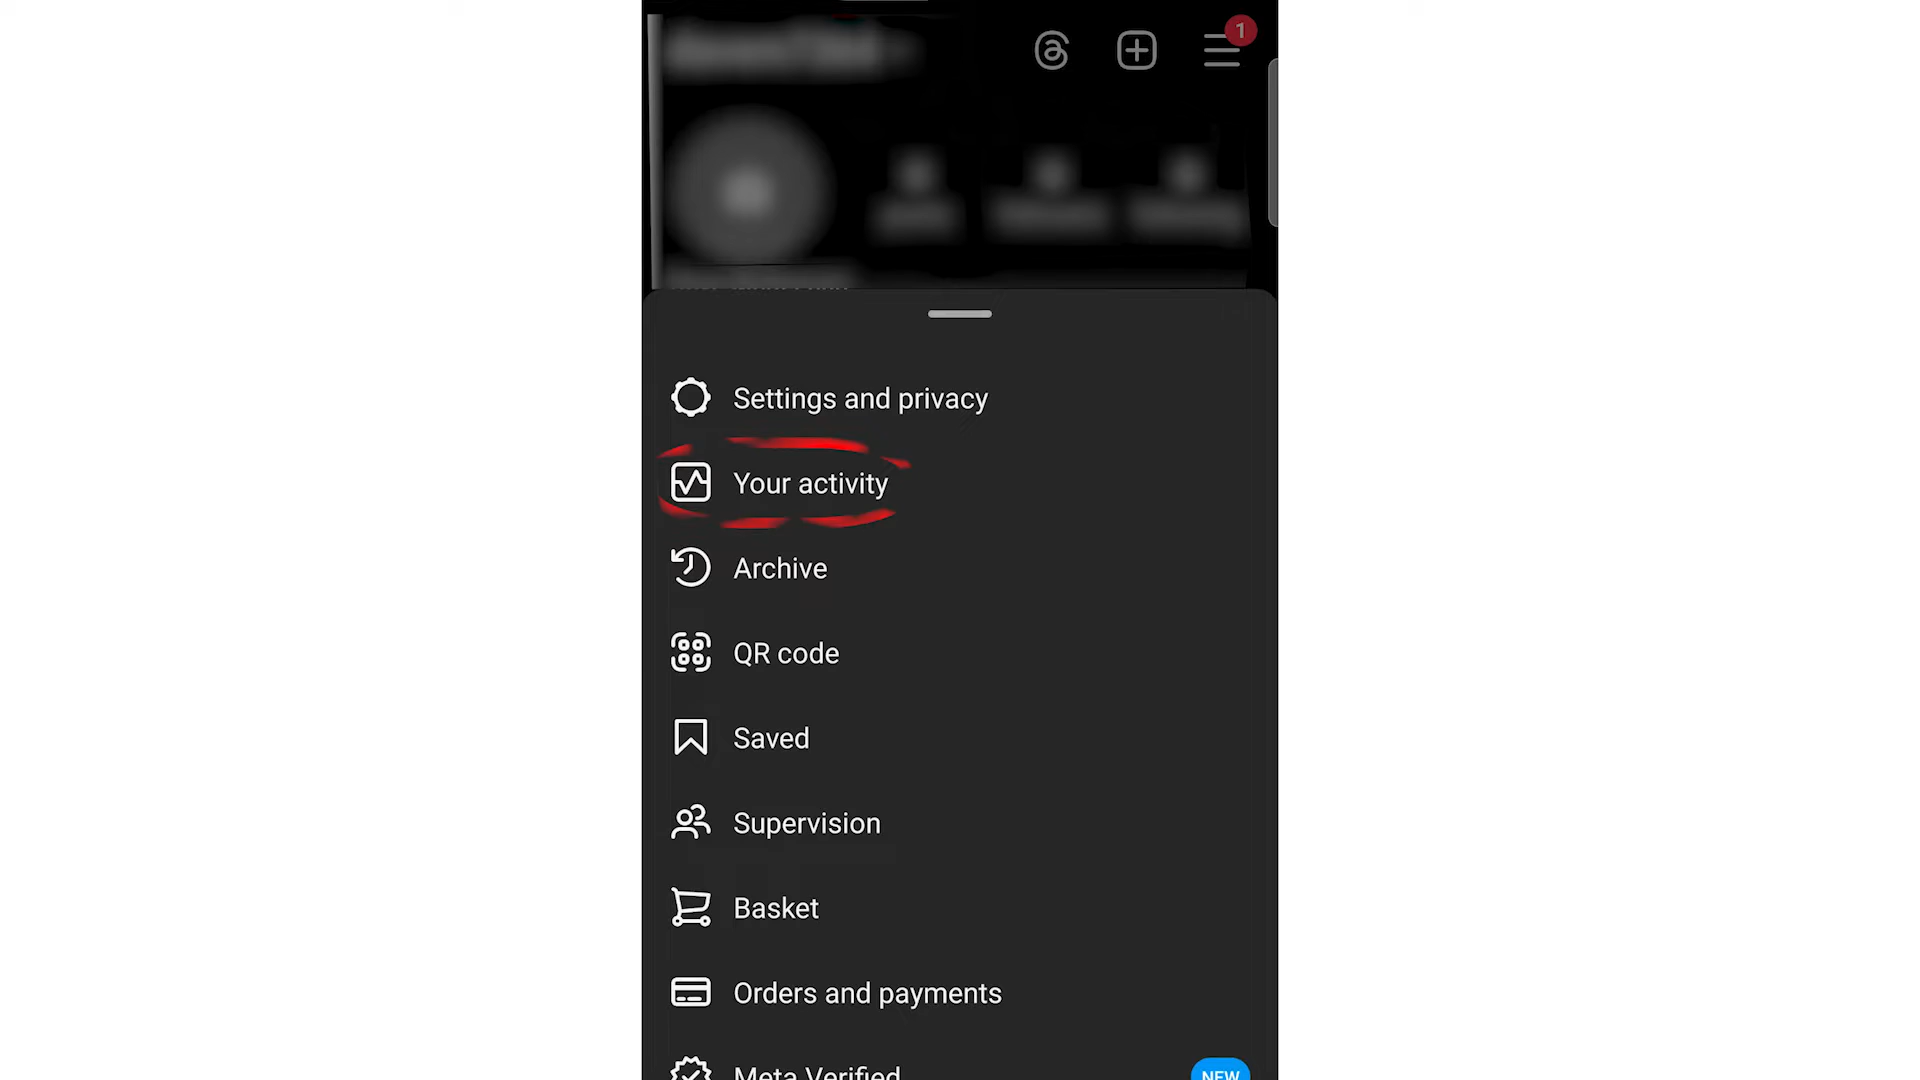 1
Settings and privacy
Your activity
Archive
QR code
Saved
Supervision
Basket
Orders and payments
Meta Verified
NEW